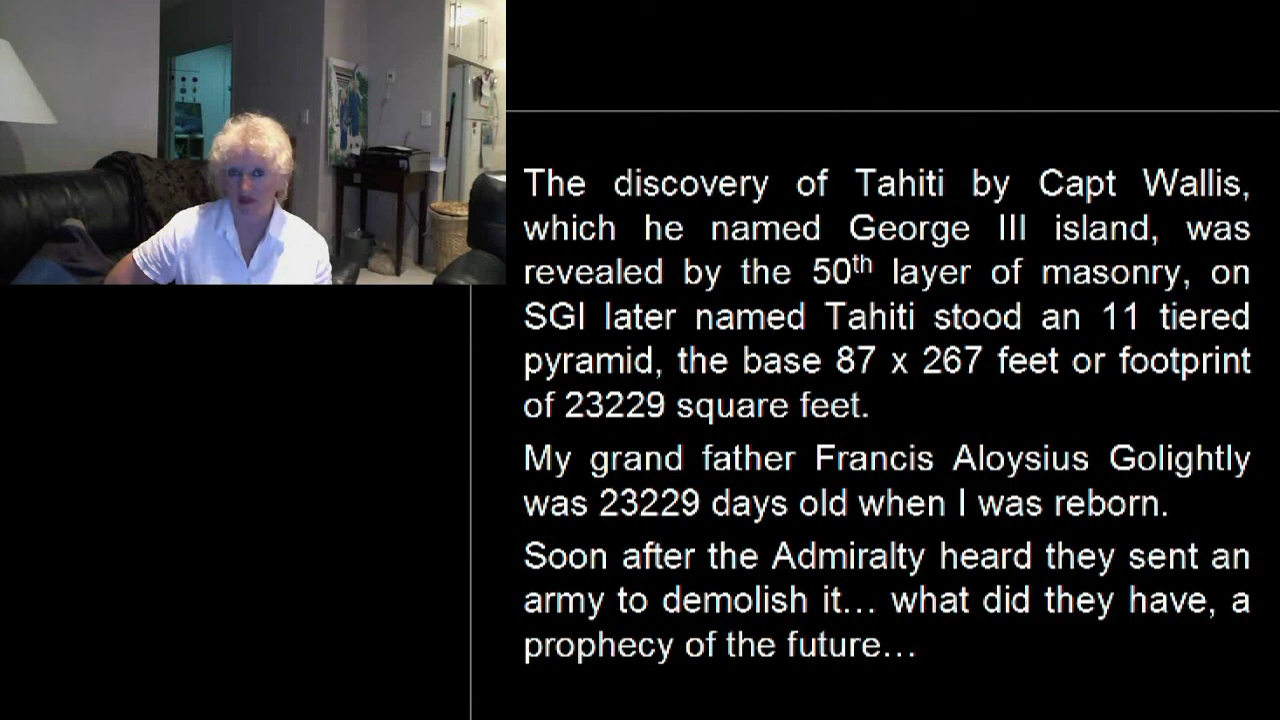 The discovery of Tahiti by Capt Wallis,
which he named George III island, was
revealed by the 50th layer of masonry, on
SGI later named Tahiti stood an 11 tiered
pyramid, the base 87 x 267 feet or footprint
of 23229 square feet.
My grand father Francis Aloysius Golightly
was 23229 days old when I was reborn.
Soon after the Admiralty heard they sent an
army to demolish it... what did they have, a
prophecy of the future...